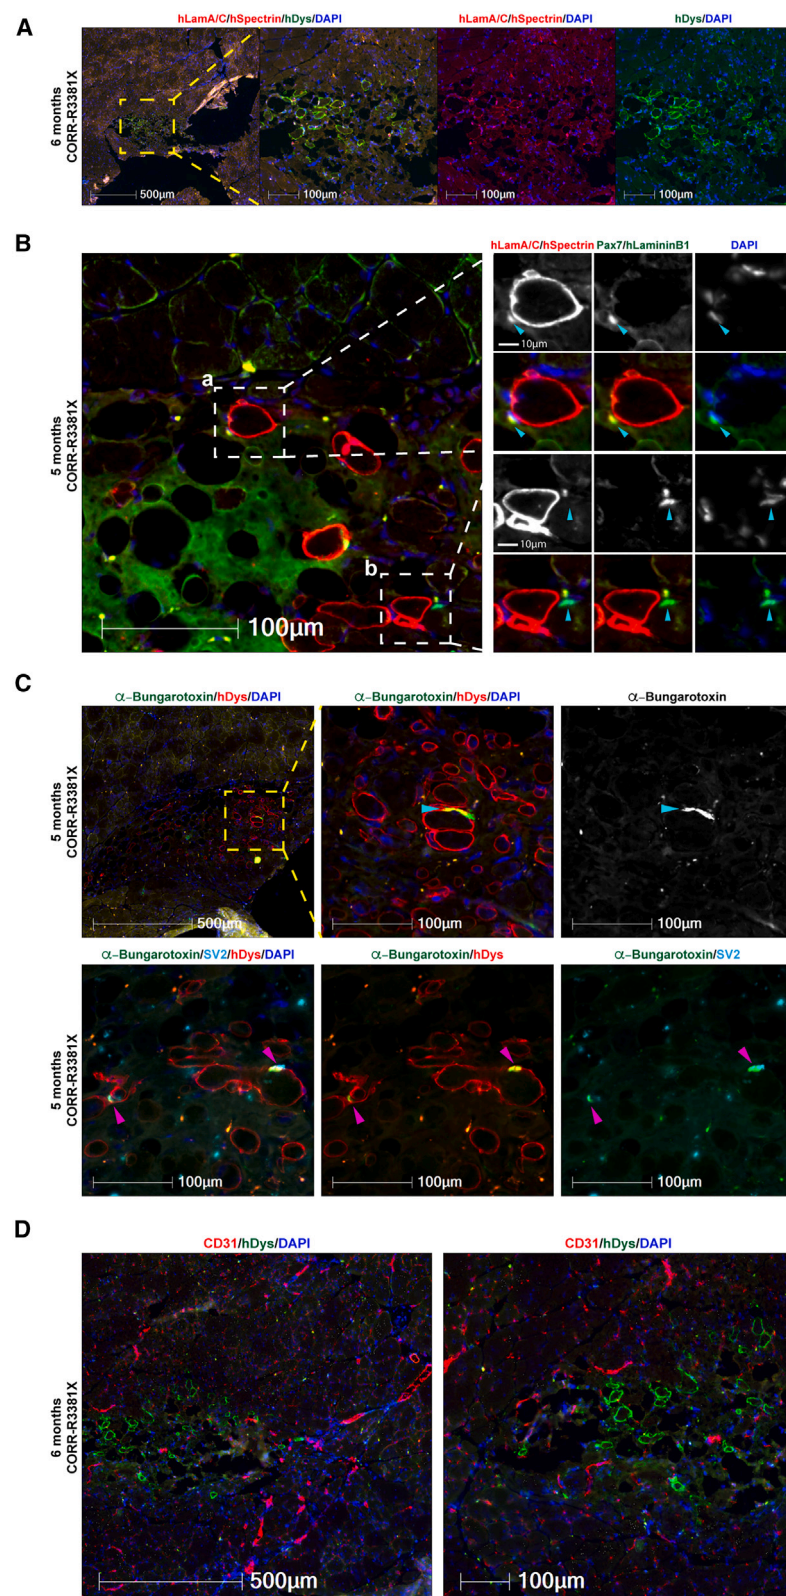 A
hLamA/C/hSpectrin/hDys/DAPI
hLamA/C/hSpectrin/DAPI
hDys/DAPI
6 months
CORR-R3381X
500µm
100µm
100µm
100µm
B
hLamA/C/hSpectrin
Pax7/hLamininB1
DAPI
5 months
CORR-R3381X
a
b
100µm
10µm
10µm
C
α-Bungarotoxin/hDys/DAPI
α-Bungarotoxin/hDys/DAPI
α-Bungarotoxin
5 months
CORR-R3381X
500µm
100µm
100µm
α-Bungarotoxin/SV2/hDys/DAPI
α-Bungarotoxin/hDys
α-Bungarotoxin/SV2
5 months
CORR-R3381X
100µm
100µm
100µm
D
CD31/hDys/DAPI
CD31/hDys/DAPI
6 months
CORR-R3381X
500µm
100µm